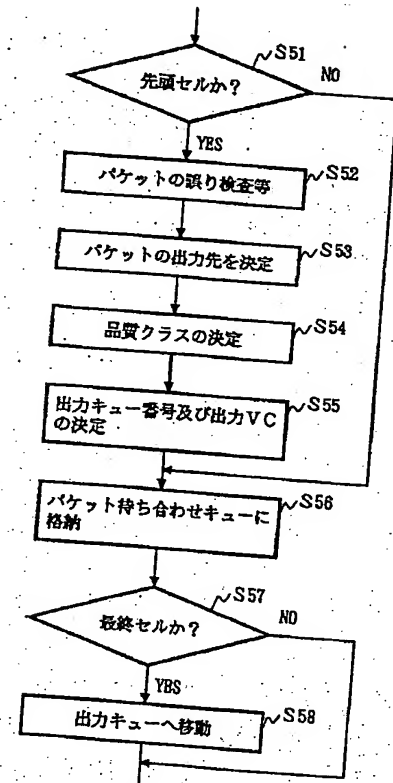 先頭セルか?
S51
NO
YES
パケットの誤り検査等
S52
パケットの出力先を決定
S53
品質クラスの決定
S54
出力キュー番号及び出力VC
の決定
S55
パケット待ち合わせキューに
格納
S56
最終セルか?
S57
NO
YES
出力キューへ移動
S58